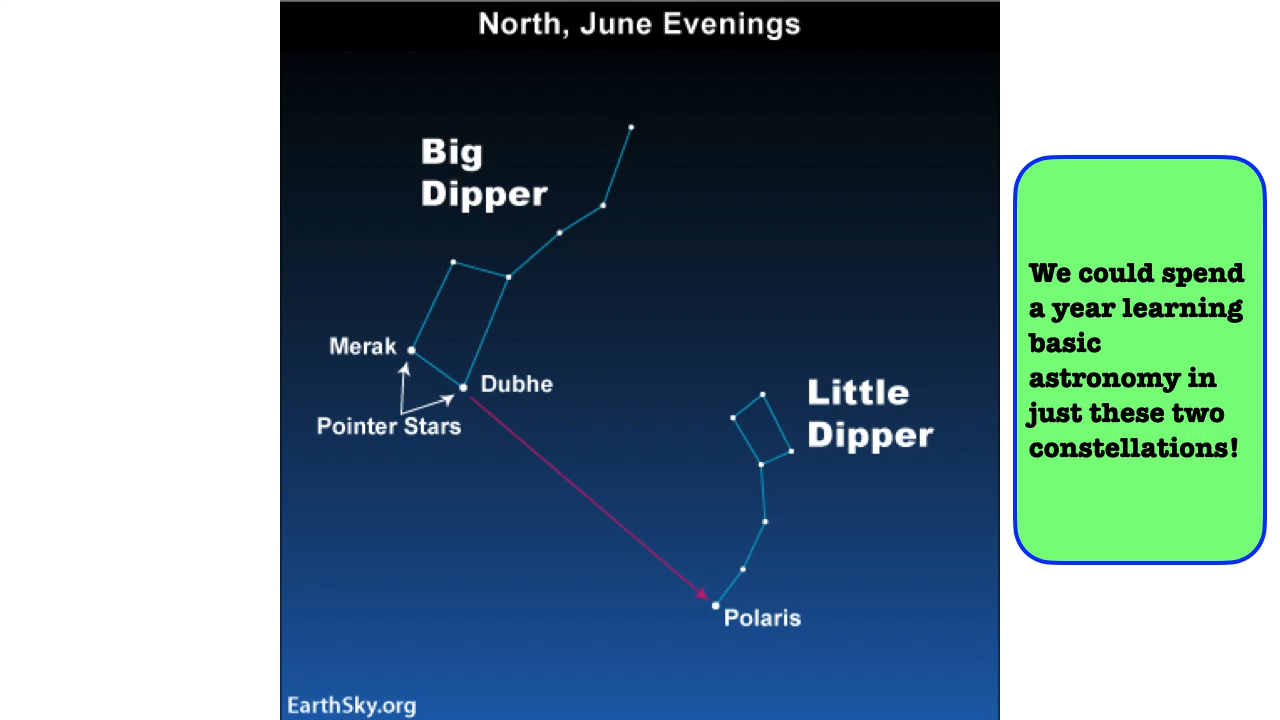 North, June Evenings
Big
Dipper
Merak
Dubhe
Pointer Stars
Little
Dipper
Polaris
EarthSky.org
We could spend
a year learning
basic
astronomy in
just these two
constellations!